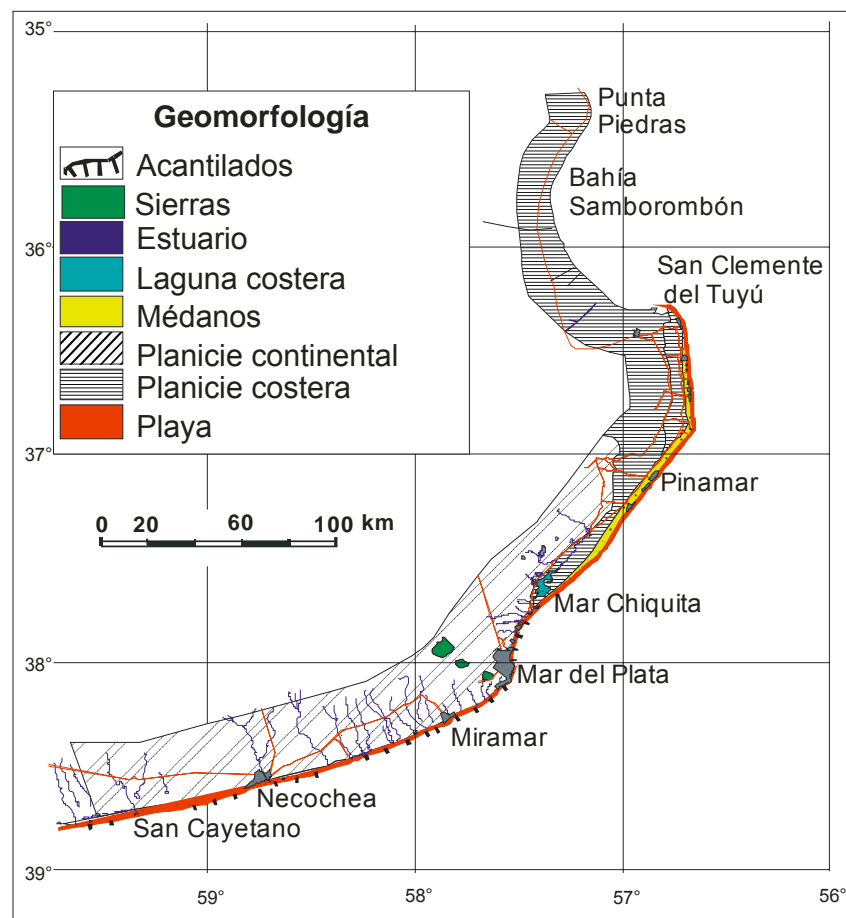 35°
36°
37°
38°
39°
Geomorfología
Acantilados
Sierras
Estuario
Laguna costera
Médanos
Planicie continental
Planicie costera
Playa
0 20 60 100 km
Punta
Piedras
Bahía
Samborombón
San Clemente
del Tuyú
Pinamar
Mar Chiquita
Mar del Plata
Miramar
Necochea
San Cayetano
59° 58° 57° 56°